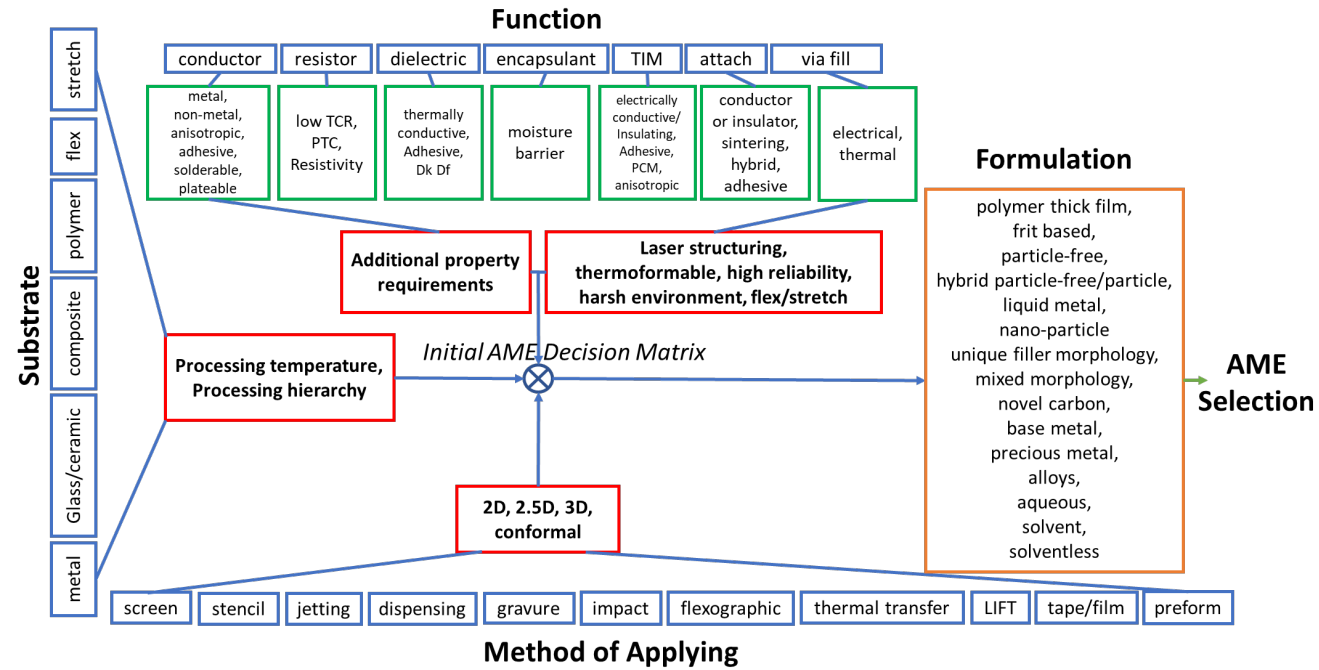 Function
conductor
resistor
dielectric
encapsulant
TIM
attach
via fill
metal,
non-metal,
anisotropic,
adhesive,
solderable,
plateable
low TCR,
PTC,
Resistivity
thermally
conductive,
Adhesive,
Dk Df
moisture
barrier
electrically
conductive/
Insulating,
Adhesive,
PCM,
anisotropic
conductor
or insulator,
sintering,
hybrid,
adhesive
electrical,
thermal
Substrate
stretch
flex
polymer
composite
Glass/ceramic
metal
Additional property
requirements
Laser structuring,
thermoformable, high reliability,
harsh environment, flex/stretch
Processing temperature,
Processing hierarchy
Initial AME Decision Matrix
2D, 2.5D, 3D,
conformal
Formulation
polymer thick film,
frit based,
particle-free,
hybrid particle-free/particle,
liquid metal,
nano-particle
unique filler morphology,
mixed morphology,
novel carbon,
base metal,
precious metal,
alloys,
aqueous,
solvent,
solventless
AME
Selection
screen
stencil
jetting
dispensing
gravure
impact
flexographic
thermal transfer
LIFT
tape/film
preform
Method of Applying